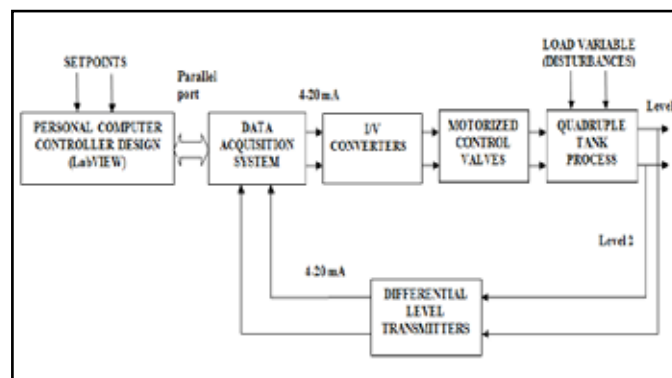 SETPOINTS
Parallel
port
4-20 mA
LOAD VARIABLE
(DISTURBANCES)
Level
PERSONAL COMPUTER
CONTROLLER DESIGN
(LabVIEW)
DATA
ACQUISITION
SYSTEM
I/V
CONVERTERS
MOTORIZED
CONTROL
VALVES
QUADRUPLE
TANK
PROCESS
Level 2
4-20 mA
DIFFERENTIAL
LEVEL
TRANSMITTERS